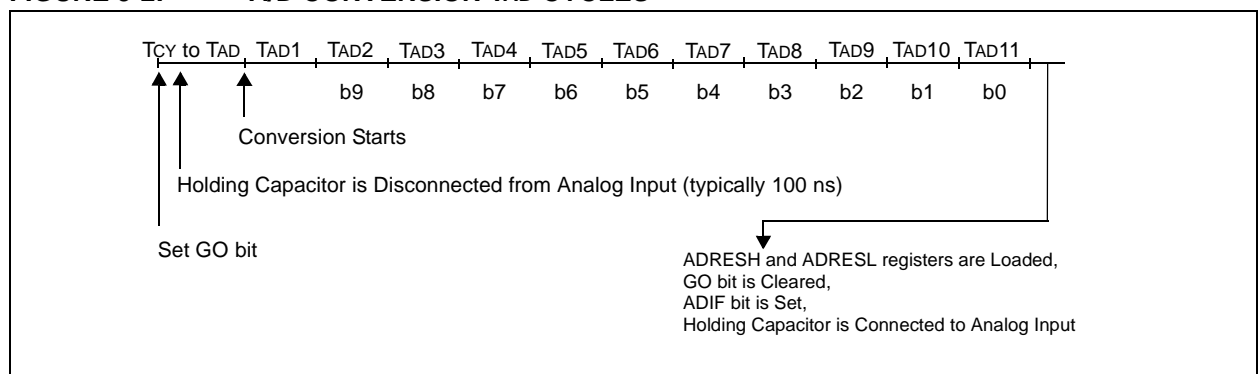 TCY to TAD TAD1 TAD2 TAD3 TAD4 TAD5 TAD6 TAD7 TAD8 TAD9 TAD10 TAD11
b9 b8 b7 b6 b5 b4 b3 b2 b1 b0
Conversion Starts
Holding Capacitor is Disconnected from Analog Input (typically 100 ns)
Set GO bit
ADRESH and ADRESL registers are Loaded,
GO bit is Cleared,
ADIF bit is Set,
Holding Capacitor is Connected to Analog Input